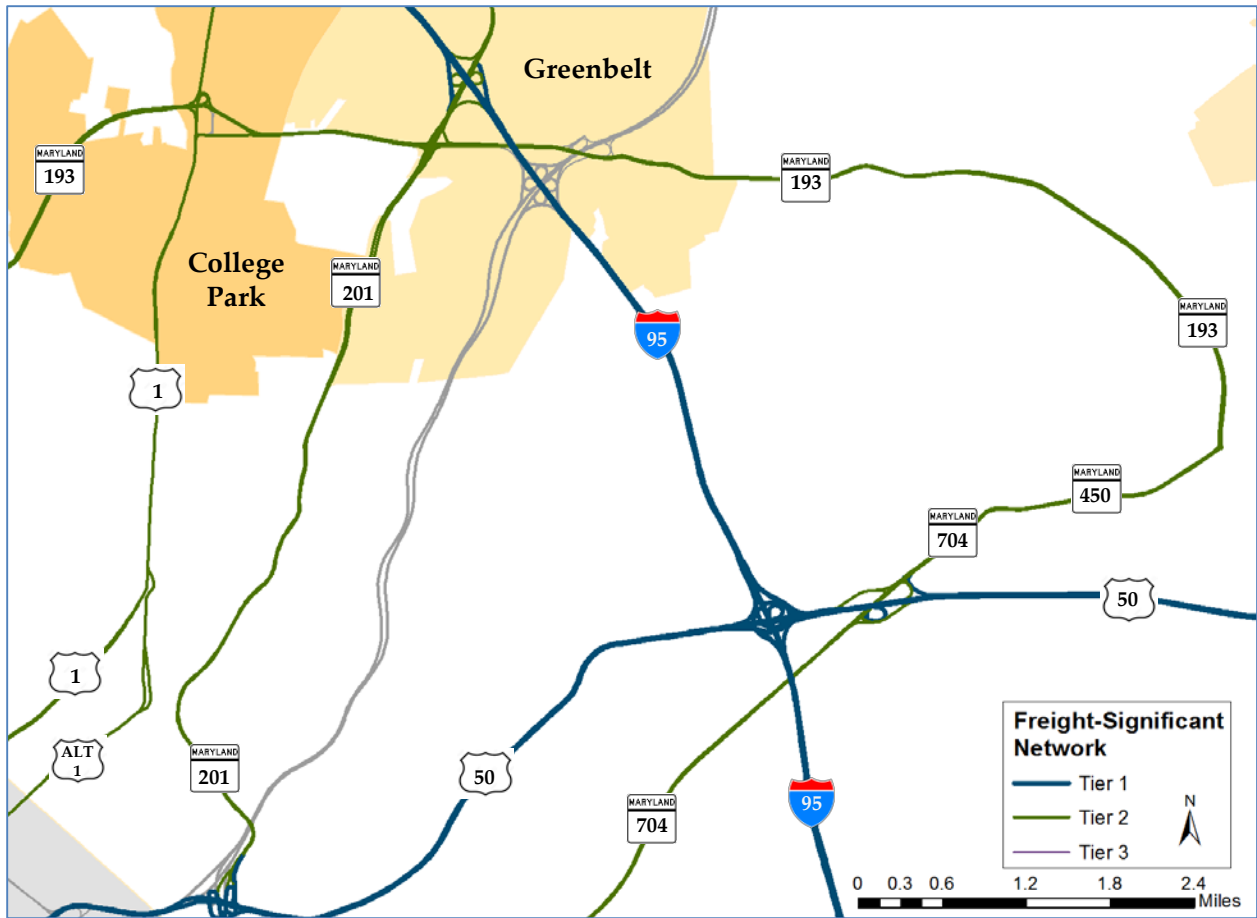 Greenbelt
MARYLAND
193
MARYLAND
193
College
Park
MARYLAND
201
MARYLAND
193
95
1
MARYLAND
450
MARYLAND
704
50
1
ALT
1
MARYLAND
201
50
95
MARYLAND
704
Freight-Significant
Network
Tier 1
Tier 2
Tier 3
N
0 0.3 0.6 1.2 1.8 2.4
Miles